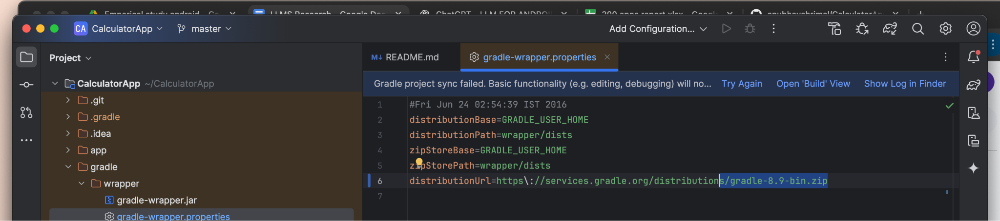 CA CalculatorApp master Add Configuration...
Project
README.md
gradle-wrapper.properties
CalculatorApp ~/CalculatorApp
.git
.gradle
.idea
app
gradle
wrapper
gradle-wrapper.jar
gradle-wrapper.properties
Gradle project sync failed. Basic functionality (e.g. editing, debugging) will no... Try Again Open 'Build' View Show Log in Finder
1 #Fri Jun 24 02:54:39 IST 2016
2 distributionBase=GRADLE_USER_HOME
3 distributionPath=wrapper/dists
4 zipStoreBase=GRADLE_USER_HOME
5 zipStorePath=wrapper/dists
6 distributionUrl=https\://services.gradle.org/distributions/gradle-8.9-bin.zip
7